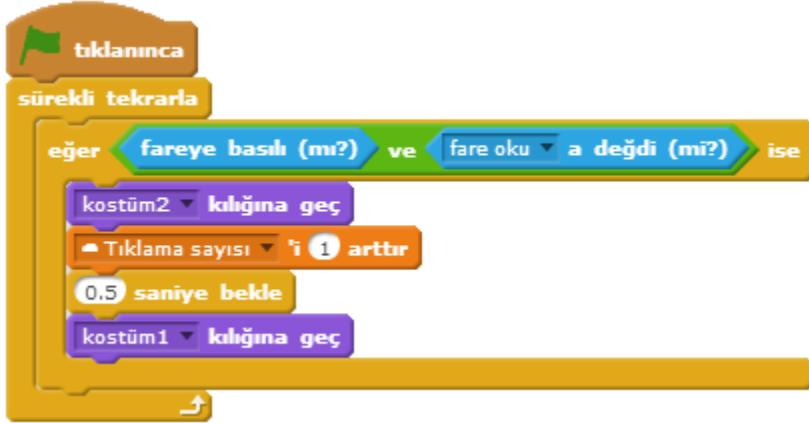 tıklanınca
sürekli tekrarla
eğer fareye basılı (mı?) ve fare oku a değdi (mi?) ise
kostüm2 kılığına geç
Tıklama sayısı 'i 1 arttır
0.5 saniye bekle
kostüm1 kılığına geç